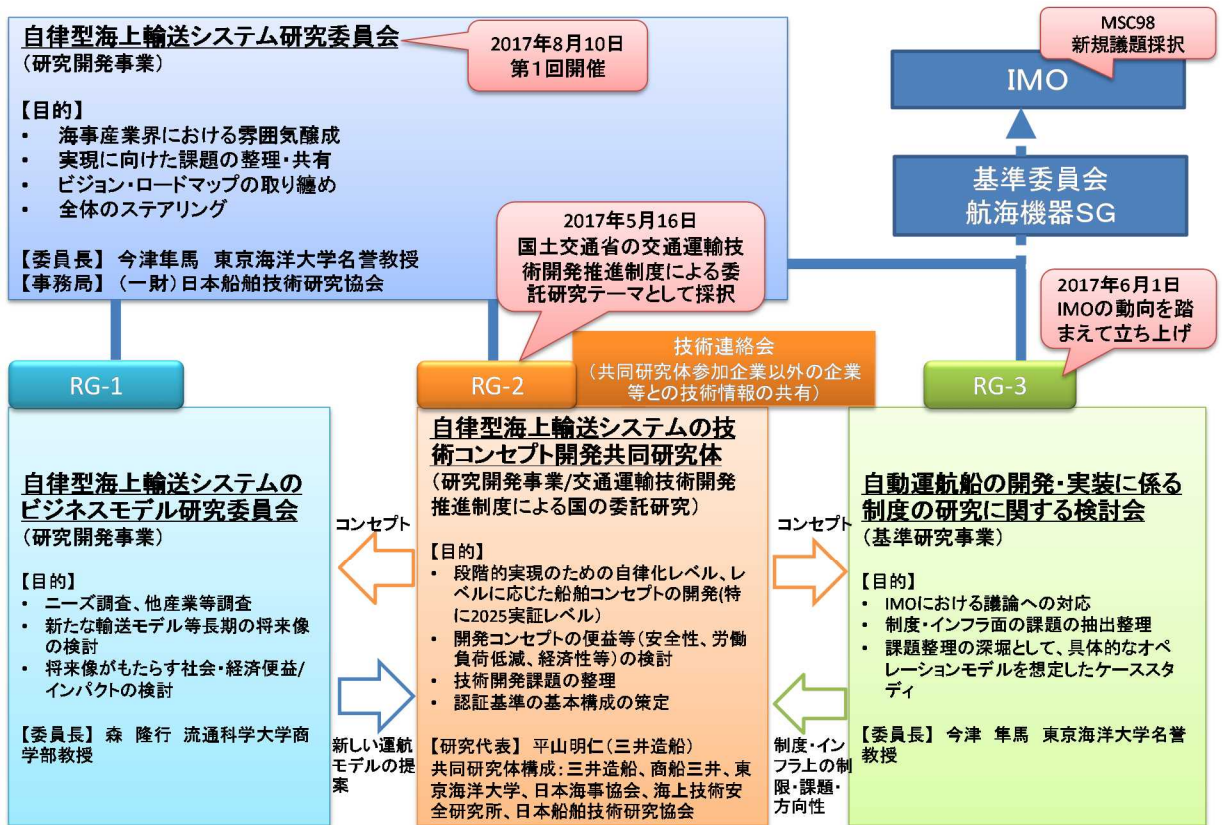 自律型海上輸送システム研究委員会
(研究開発事業)
【目的】
・ 海事産業界における雰囲気醸成
・ 実現に向けた課題の整理・共有
・ ビジョン・ロードマップの取り纏め
・ 全体のステアリング
【委員長】 今津隼馬 東京海洋大学名誉教授
【事務局】 (一財)日本船舶技術研究協会
2017年8月10日
第1回開催
MSC98
新規議題採択
IMO
基準委員会
航海機器SG
2017年5月16日
国土交通省の交通運輸技
術開発推進制度による委
託研究テーマとして採択
2017年6月1日
IMOの動向を踏
まえて立ち上げ
技術連絡会
(共同研究体参加企業以外の企業
等との技術情報の共有)
RG-1
自律型海上輸送システムの
ビジネスモデル研究委員会
(研究開発事業)
【目的】
・ ニーズ調査、他産業等調査
・ 新たな輸送モデル等長期の将来像
の検討
・ 将来像がもたらす社会・経済便益/
インパクトの検討
【委員長】 森 隆行 流通科学大学商
学部教授
コンセプト
新しい運航
モデルの提
案
RG-2
自律型海上輸送システムの技
術コンセプト開発共同研究体
(研究開発事業/交通運輸技術開発
推進制度による国の委託研究)
【目的】
・ 段階的実現のための自律化レベル、レ
ベルに応じた船舶コンセプトの開発(特
に2025実証レベル)
・ 開発コンセプトの便益等(安全性、労働
負荷低減、経済性等)の検討
・ 技術開発課題の整理
・ 認証基準の基本構成の策定
【研究代表】 平山明仁(三井造船)
共同研究体構成:三井造船、商船三井、東
京海洋大学、日本海事協会、海上技術安
全研究所、日本船舶技術研究協会
コンセプト
制度・イン
フラ上の制
限・課題・
方向性
RG-3
自動運航船の開発・実装に係る
制度の研究に関する検討会
(基準研究事業)
【目的】
・ IMOにおける議論への対応
・ 制度・インフラ面の課題の抽出整理
・ 課題整理の深堀として、具体的なオペ
レーションモデルを想定したケーススタ
ディ
【委員長】 今津 隼馬 東京海洋大学名誉
教授